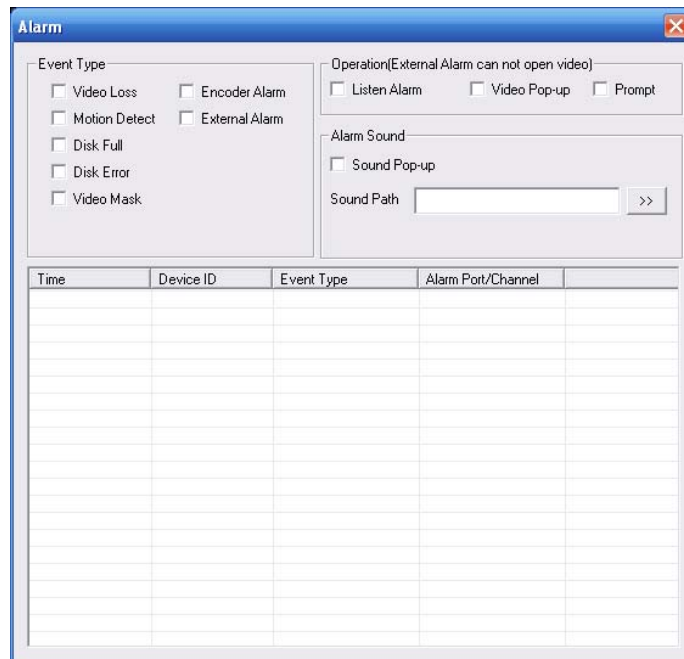 Alarm
Event Type
Video Loss
Encoder Alarm
Motion Detect
External Alarm
Disk Full
Disk Error
Video Mask
Operation(External Alarm can not open video)
Listen Alarm
Video Pop-up
Prompt
Alarm Sound
Sound Pop-up
Sound Path
>>
Time
Device ID
Event Type
Alarm Port/Channel